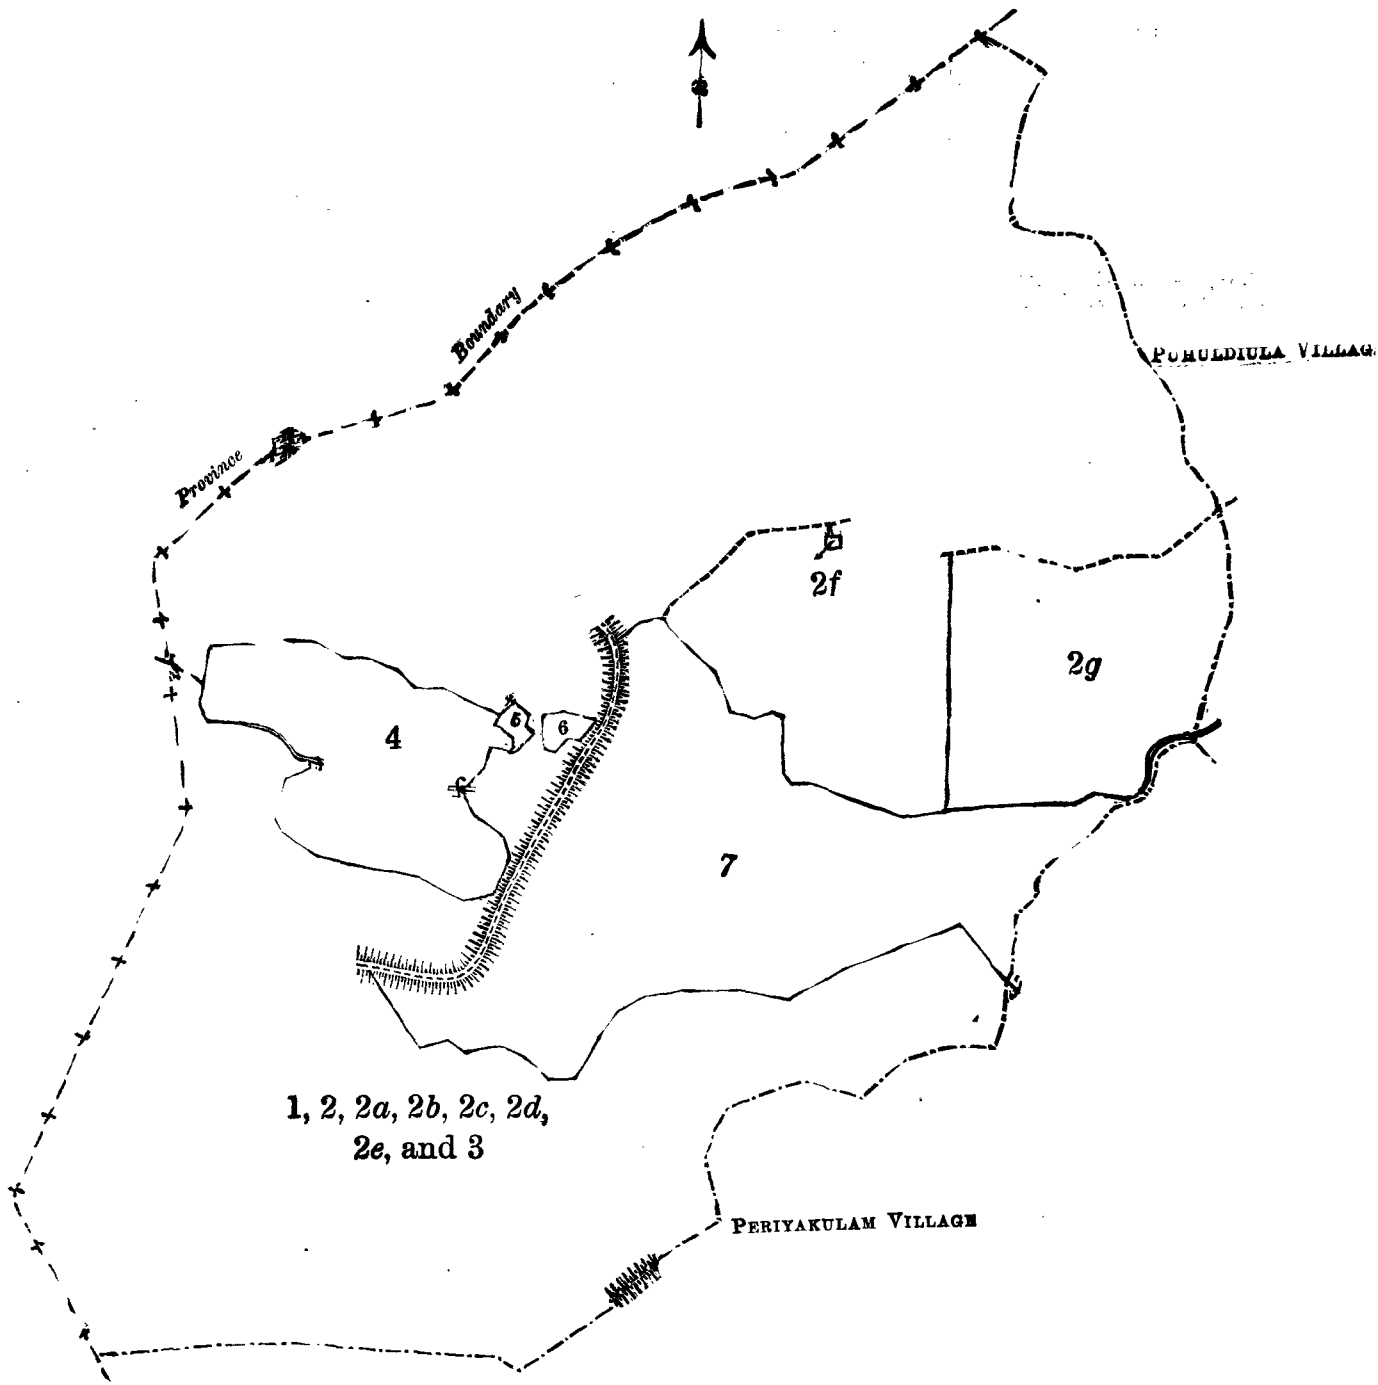 Boundary
PUHULDIULA VILLAG
Province
2f
2g
5
6
4
7
1, 2, 2a, 2b, 2c, 2d,
2e, and 3
PERIYAKULAM VILLAGE